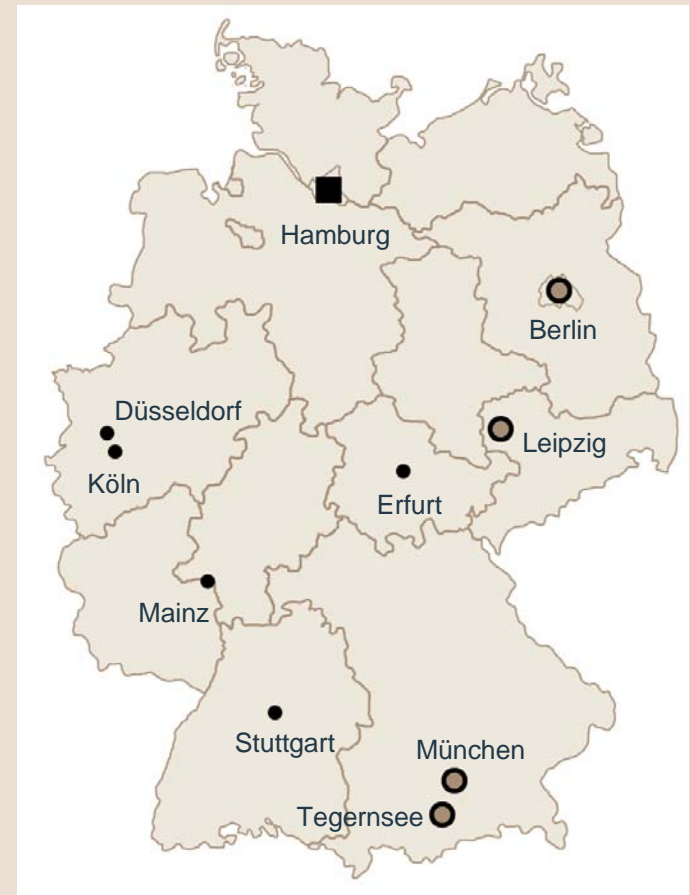 Hamburg
Berlin
Düsseldorf
Leipzig
Köln
Erfurt
Mainz
Stuttgart
München
Tegernsee